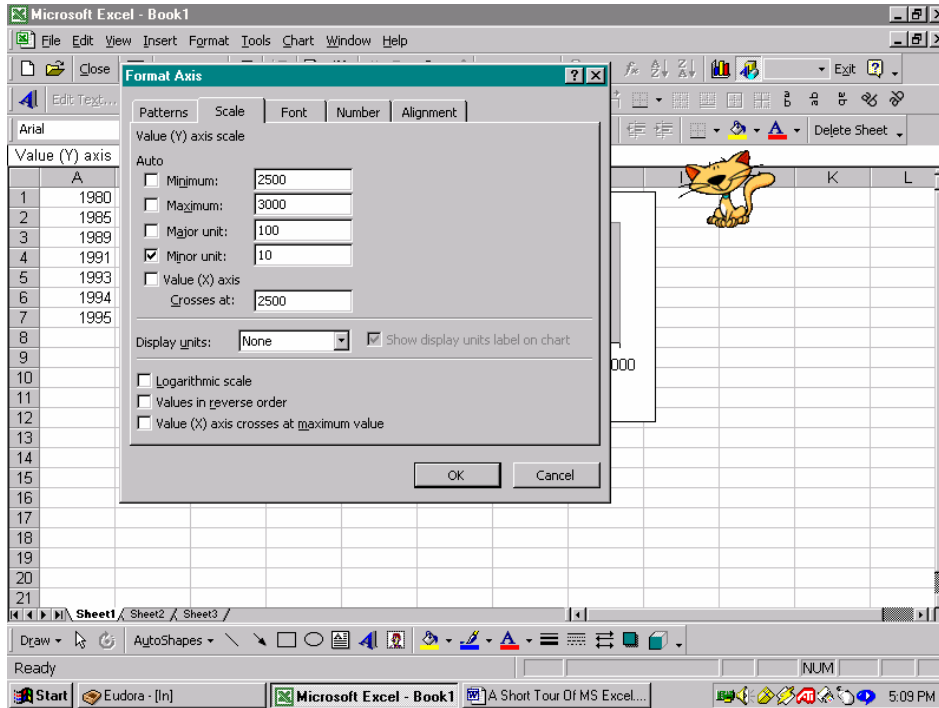 Microsoft Excel - Book1
File Edit View Insert Format Tools Chart Window Help
Close
Exit
Edit Text...
Arial
Delete Sheet
Value (Y) axis
Format Axis
Patterns Scale Font Number Alignment
Value (Y) axis scale
Auto
Minimum: 2500
Maximum: 3000
Major unit: 100
Minor unit: 10
Value (X) axis
Crosses at: 2500
Display units: None Show display units label on chart
Logarithmic scale
Values in reverse order
Value (X) axis crosses at maximum value
OK Cancel
A K L
1 1980
2 1985
3 1989
4 1991
5 1993
6 1994
7 1995
8
9
10
11
12
13
14
15
16
17
18
19
20
21
Sheet1 Sheet2 Sheet3
Draw AutoShapes
Ready NUM
Start Eudora - [In] Microsoft Excel - Book1 A Short Tour Of MS Excel.... 5:09 PM